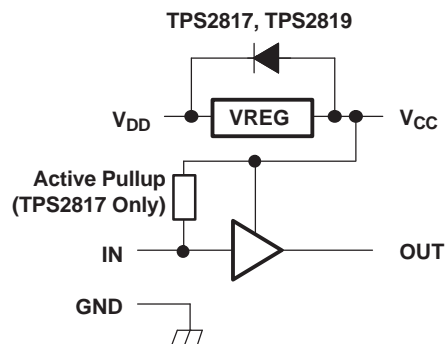 TPS2817, TPS2819
VDD
VREG
VCC
Active Pullup
(TPS2817 Only)
IN
OUT
GND